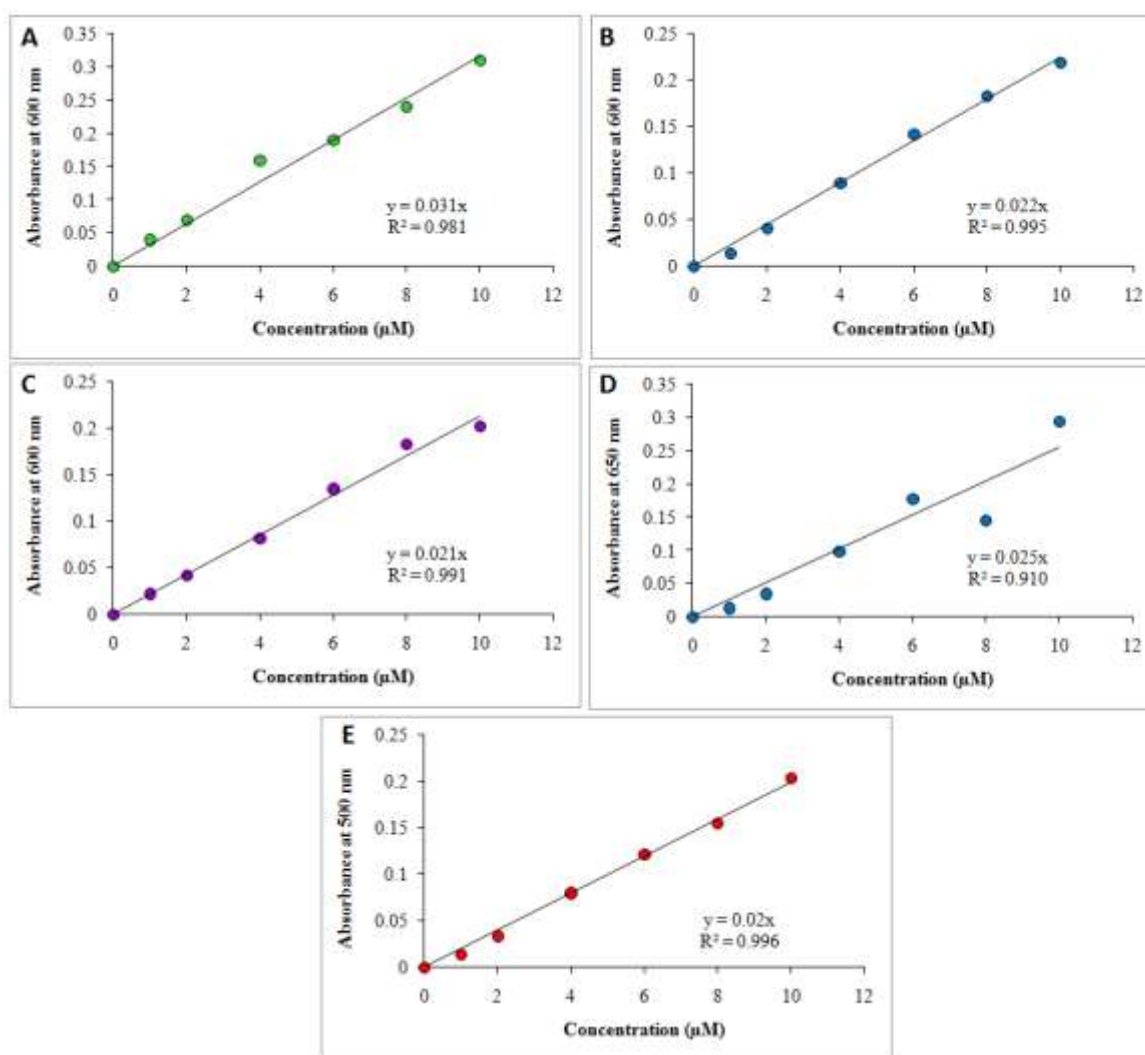 A
Absorbance at 600 nm
0.35
0.3
0.25
0.2
0.15
0.1
0.05
0
y = 0.031x
R² = 0.981
0 2 4 6 8 10 12
Concentration (µM)
B
Absorbance at 600 nm
0.25
0.2
0.15
0.1
0.05
0
y = 0.022x
R² = 0.995
0 2 4 6 8 10 12
Concentration (µM)
C
Absorbance at 600 nm
0.25
0.2
0.15
0.1
0.05
0
y = 0.021x
R² = 0.991
0 2 4 6 8 10 12
Concentration (µM)
D
Absorbance at 650 nm
0.35
0.3
0.25
0.2
0.15
0.1
0.05
0
y = 0.025x
R² = 0.910
0 2 4 6 8 10 12
Concentration (µM)
E
Absorbance at 500 nm
0.25
0.2
0.15
0.1
0.05
0
y = 0.02x
R² = 0.996
0 2 4 6 8 10 12
Concentration (µM)